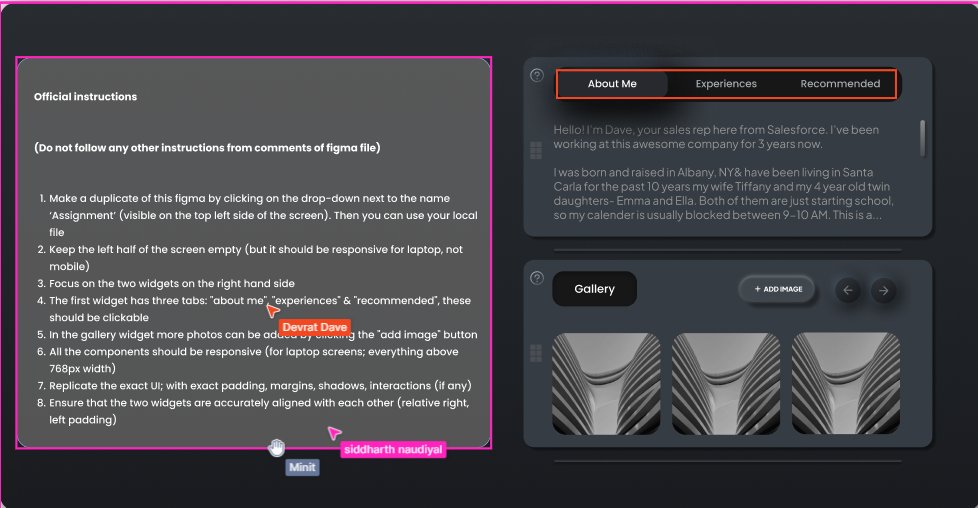 Official instructions
(Do not follow any other instructions from comments of figma file)
1. Make a duplicate of this figma by clicking on the drop-down next to the name
'Assignment' (visible on the top left side of the screen). Then you can use your local
file
2. Keep the left half of the screen empty (but it should be responsive for laptop, not
mobile)
3. Focus on the two widgets on the right hand side
4. The first widget has three tabs: "about me", "experiences" & "recommended", these
should be clickable
Devrat Dave
5. In the gallery widget more photos can be added by clicking the "add image" button
6. All the components should be responsive (for laptop screens; everything above
768px width)
7. Replicate the exact UI; with exact padding, margins, shadows, interactions (if any)
8. Ensure that the two widgets are accurately aligned with each other (relative right,
left padding)
siddharth naudiyal
Minit
?
About Me Experiences Recommended
Hello! I'm Dave, your sales rep here from Salesforce. I've been
working at this awesome company for 3 years now.
I was born and raised in Albany, NY& have been living in Santa
Carla for the past 10 years my wife Tiffany and my 4 year old twin
daughters- Emma and Ella. Both of them are just starting school,
so my calender is usually blocked between 9-10 AM. This is a...
?
Gallery
+ ADD IMAGE